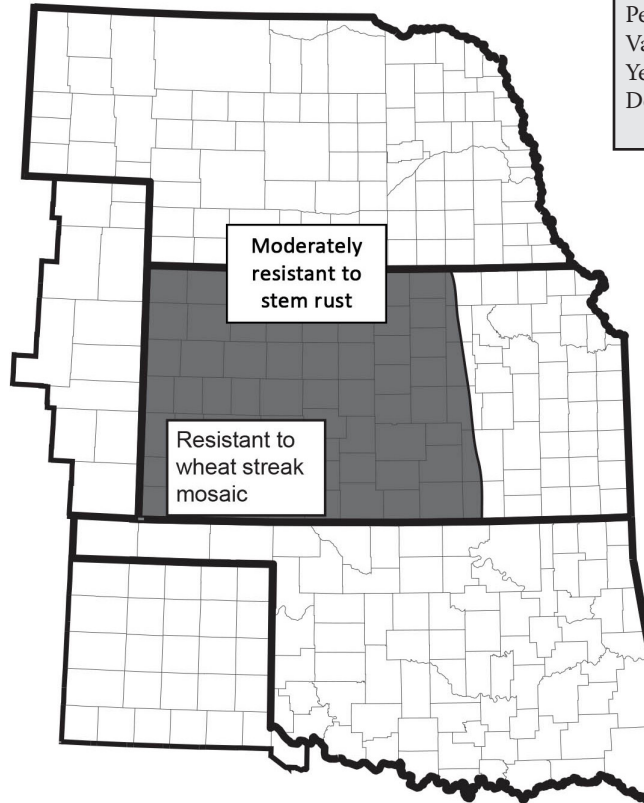 Moderately
resistant to
stem rust
Resistant to
wheat streak
mosaic